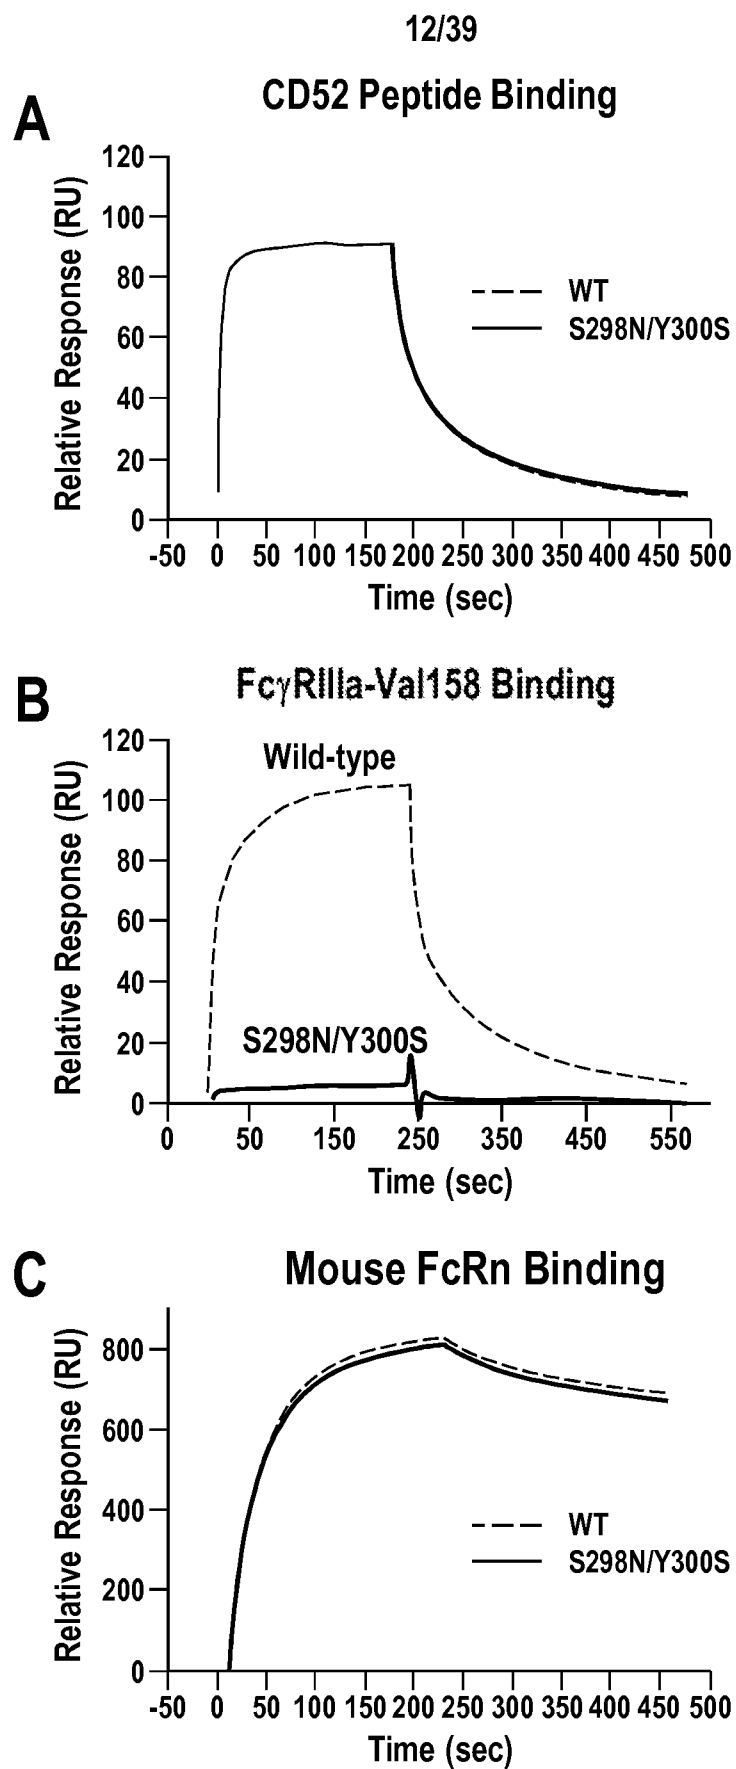 12/39
A
CD52 Peptide Binding
Relative Response (RU)
120
100
80
60
40
20
0
-50 0 50 100 150 200 250 300 350 400 450 500
Time (sec)
WT
S298N/Y300S
B
FcγRIIIa-Val158 Binding
Relative Response (RU)
120
100
80
60
40
20
0
Wild-type
S298N/Y300S
0 50 150 250 350 450 550
Time (sec)
C
Mouse FcRn Binding
Relative Response (RU)
800
600
400
200
0
WT
S298N/Y300S
-50 0 50 100 150 200 250 300 350 400 450 500
Time (sec)